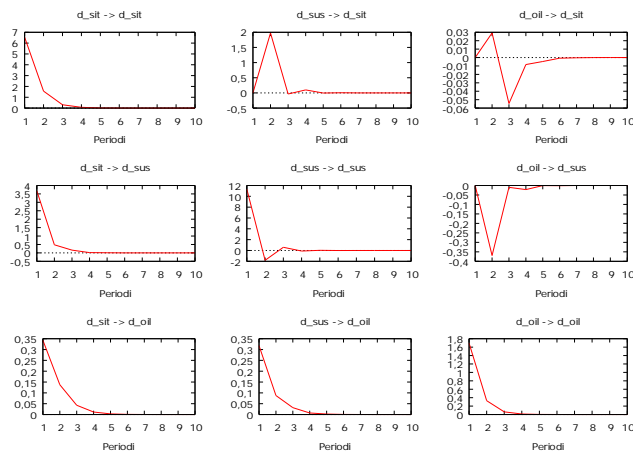 d_sit -> d_sit
7
6
5
4
3
2
1
0
1 2 3 4 5 6 7 8 9 10
Periodi
d_sus -> d_sit
2
1,5
1
0,5
0
-0,5
1 2 3 4 5 6 7 8 9 10
Periodi
d_oil -> d_sit
0,03
0,02
0,01
0
-0,01
-0,02
-0,03
-0,04
-0,05
-0,06
1 2 3 4 5 6 7 8 9 10
Periodi
d_sit -> d_sus
4
3,5
3
2,5
2
1,5
1
0,5
0
-0,5
1 2 3 4 5 6 7 8 9 10
Periodi
d_sus -> d_sus
12
10
8
6
4
2
0
-2
1 2 3 4 5 6 7 8 9 10
Periodi
d_oil -> d_sus
0
-0,05
-0,1
-0,15
-0,2
-0,25
-0,3
-0,35
-0,4
1 2 3 4 5 6 7 8 9 10
Periodi
d_sit -> d_oil
0,35
0,3
0,25
0,2
0,15
0,1
0,05
0
1 2 3 4 5 6 7 8 9 10
Periodi
d_sus -> d_oil
0,35
0,3
0,25
0,2
0,15
0,1
0,05
0
1 2 3 4 5 6 7 8 9 10
Periodi
d_oil -> d_oil
1,8
1,6
1,4
1,2
1
0,8
0,6
0,4
0,2
0
1 2 3 4 5 6 7 8 9 10
Periodi